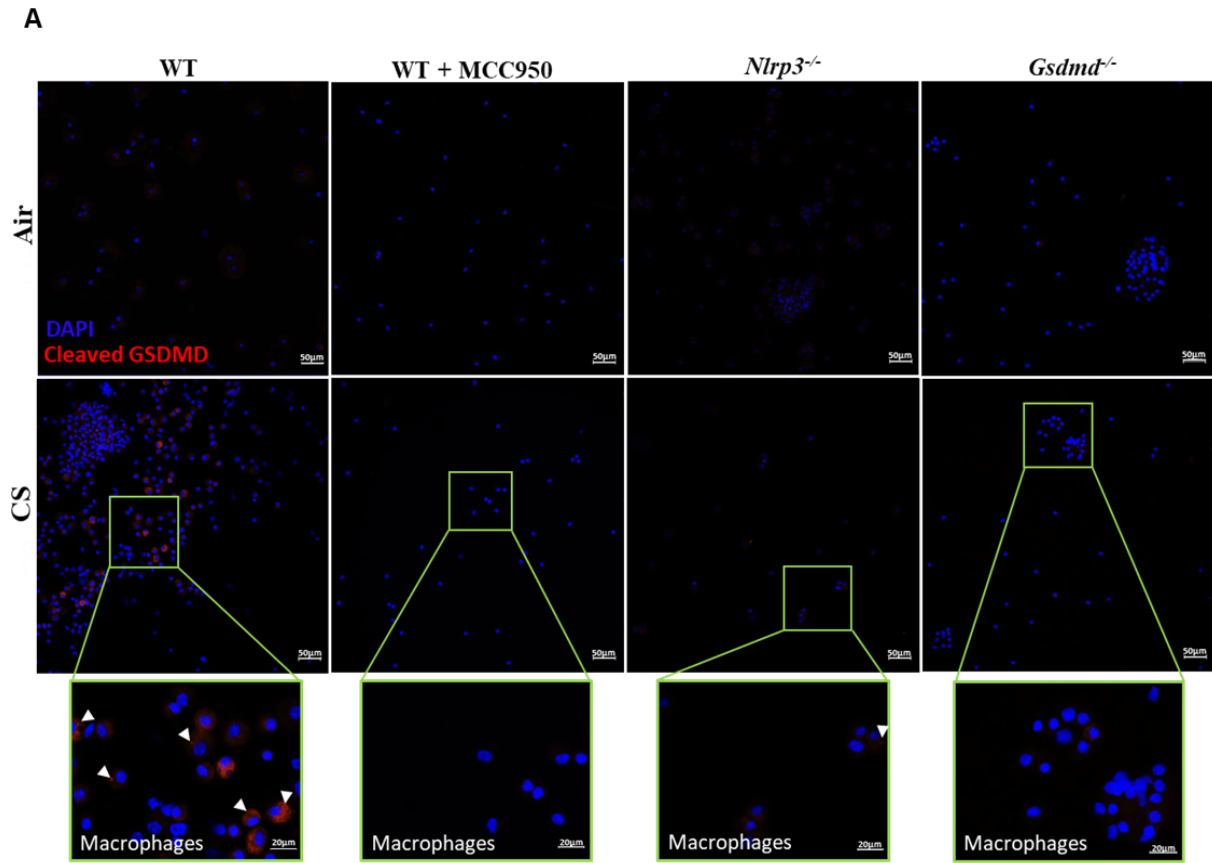 A
WT
WT + MCC950
Nlrp3-/-
Gsdmd-/-
Air
DAPI
Cleaved GSDMD
50μm
50μm
50μm
50μm
CS
50μm
50μm
50μm
50μm
Macrophages
20μm
Macrophages
20μm
Macrophages
20μm
Macrophages
20μm